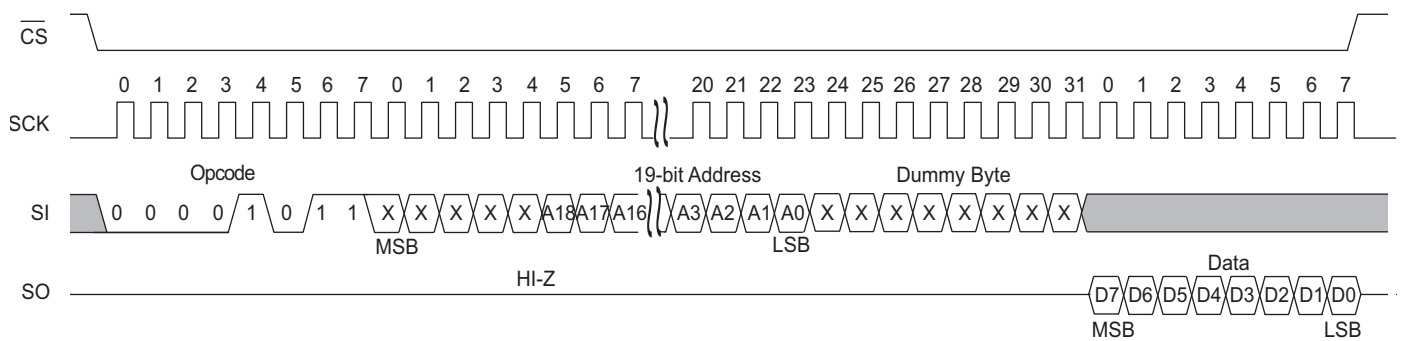 CS
0 1 2 3 4 5 6 7 0 1 2 3 4 5 6 7 20 21 22 23 24 25 26 27 28 29 30 31 0 1 2 3 4 5 6 7
SCK
Opcode 19-bit Address Dummy Byte
SI 0 0 0 0 1 0 1 1 X X X X X A18 A17 A16 A3 A2 A1 A0 X X X X X X X X
MSB LSB
HI-Z Data
SO D7 D6 D5 D4 D3 D2 D1 D0
MSB LSB